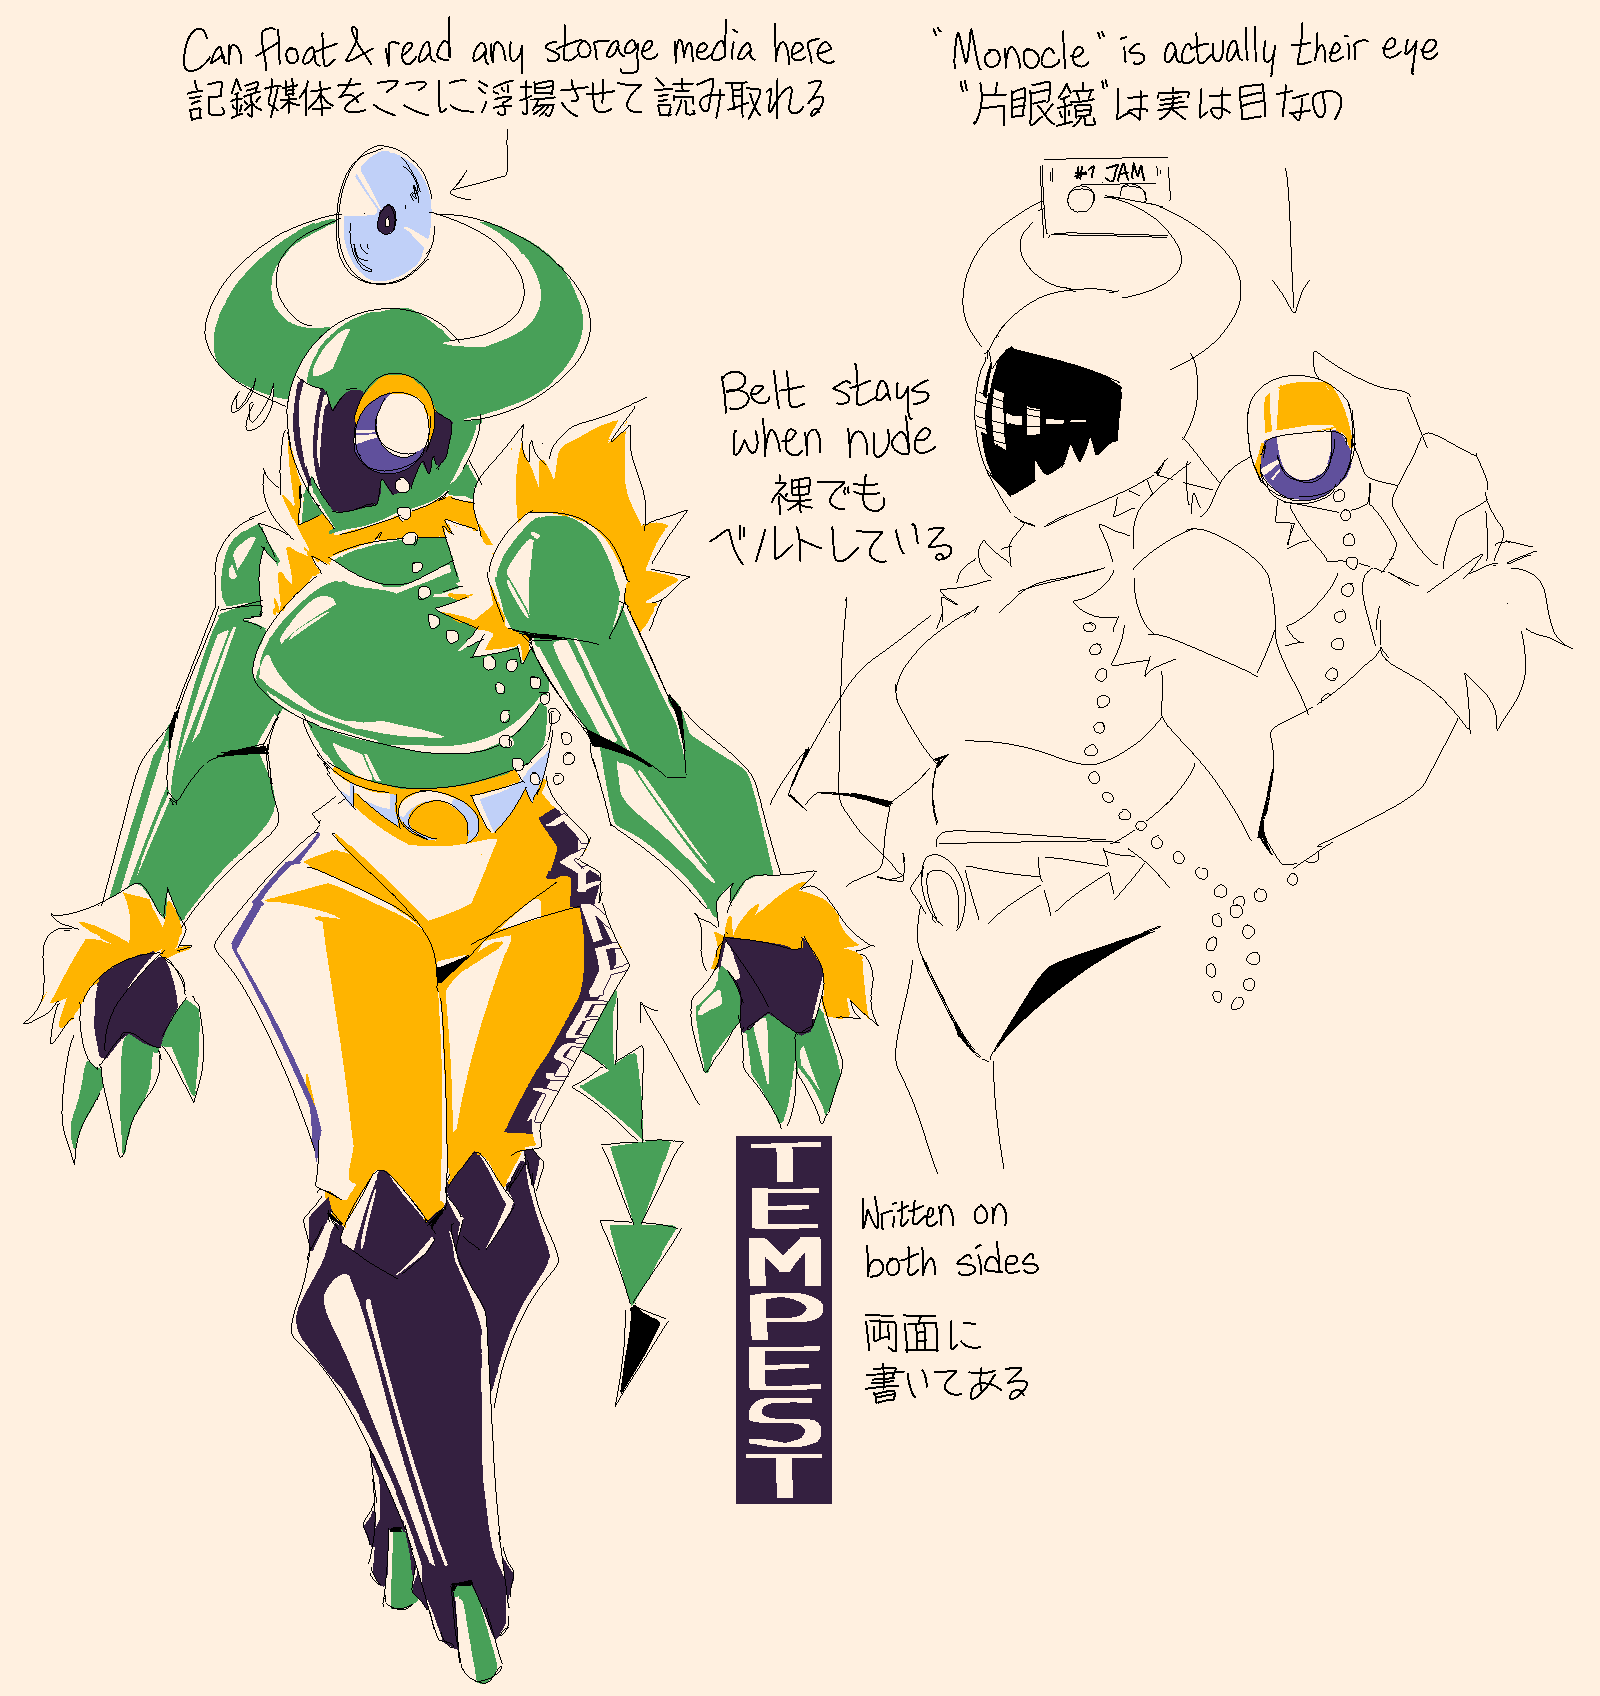 Can float & read any storage media here
記録媒体をここに浮揚させて読み取れる
"Monocle" is actually their eye
"片眼鏡"は実は目なの
#1 JAM
Belt stays
when nude
裸でも
ベルトしている
TEMPEST
TEMPEST
Written on
both sides
両面に
書いてある